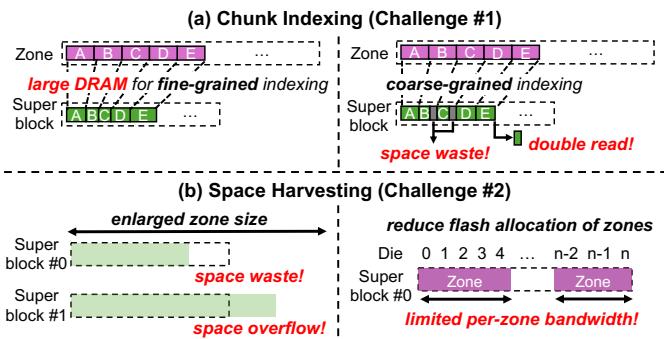 (a) Chunk Indexing (Challenge #1)
Zone A B C D E ...
large DRAM for fine-grained indexing
Super block A B C D E ...
Zone A B C D E ...
coarse-grained indexing
Super block A B C D E ...
space waste!
double read!
(b) Space Harvesting (Challenge #2)
enlarged zone size
Super block #0
space waste!
Super block #1
space overflow!
reduce flash allocation of zones
Die 0 1 2 3 4 ... n-2 n-1 n
Super block #0 Zone Zone
limited per-zone bandwidth!